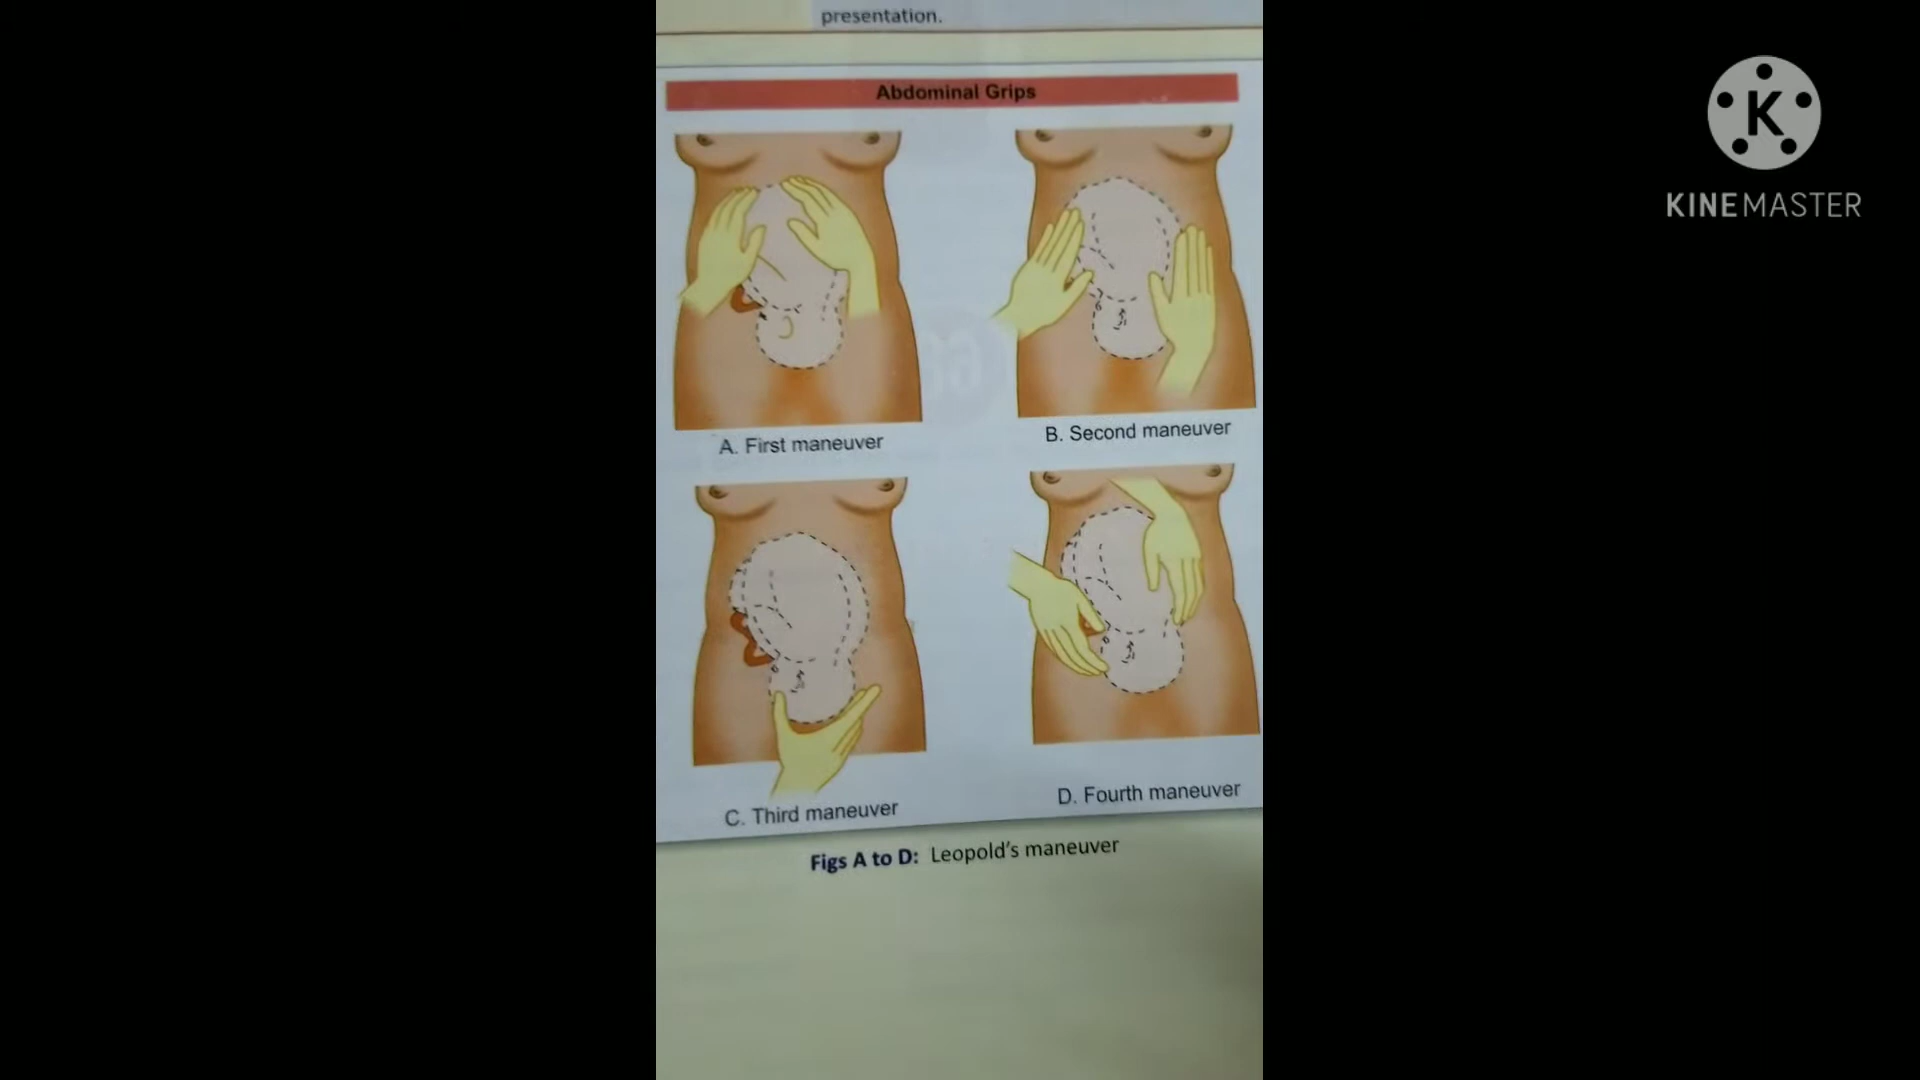 presentation.
Abdominal Grips
A. First maneuver
B. Second maneuver
C. Third maneuver
D. Fourth maneuver
Figs A to D: Leopold's maneuver
K
KINEMASTER